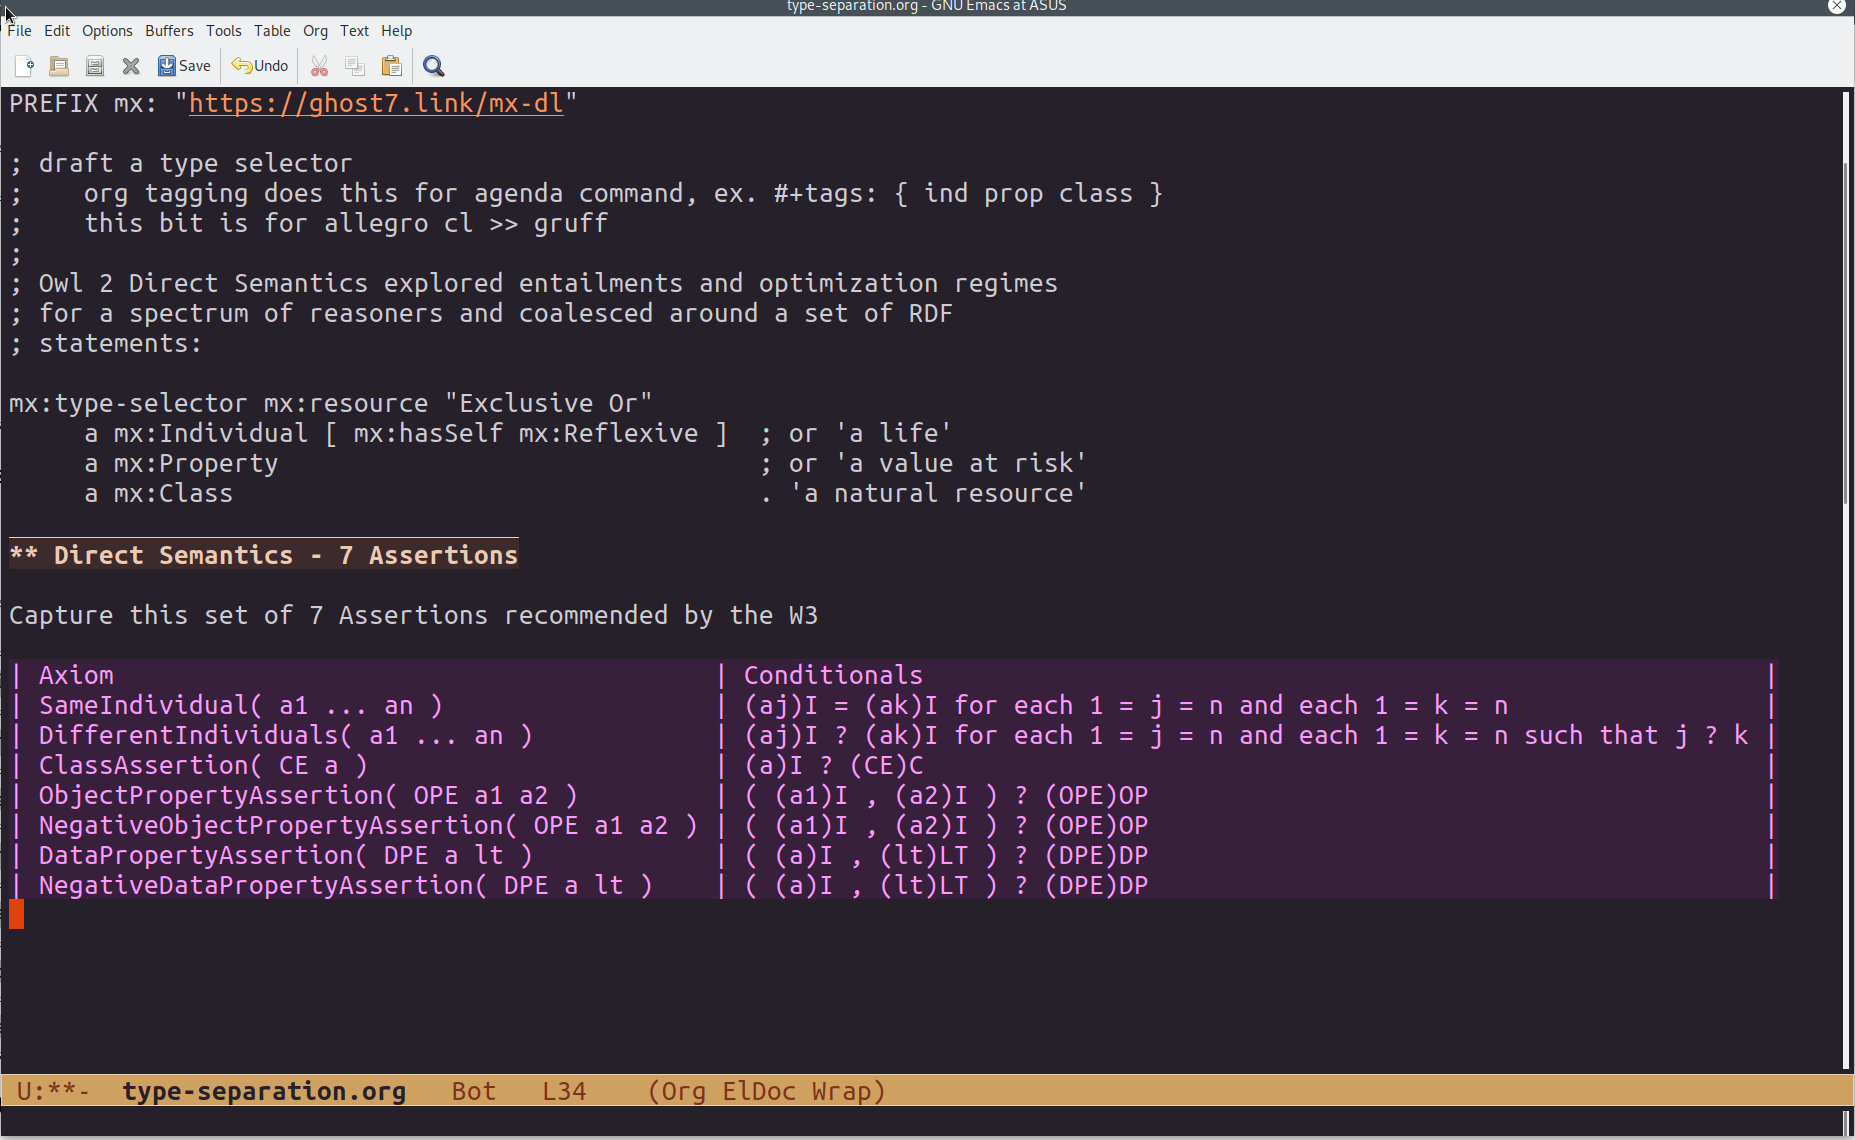 type-separation.org - GNU Emacs at ASUS
File Edit Options Buffers Tools Table Org Text Help
Save Undo
PREFIX mx: "https://ghost7.link/mx-dl"
; draft a type selector
;    org tagging does this for agenda command, ex. #+tags: { ind prop class }
;    this bit is for allegro cl >> gruff
;
; Owl 2 Direct Semantics explored entailments and optimization regimes
; for a spectrum of reasoners and coalesced around a set of RDF
; statements:
mx:type-selector mx:resource "Exclusive Or"
     a mx:Individual [ mx:hasSelf mx:Reflexive ]  ; or 'a life'
     a mx:Property                                ; or 'a value at risk'
     a mx:Class                                   . 'a natural resource'
** Direct Semantics - 7 Assertions
Capture this set of 7 Assertions recommended by the W3
| Axiom                                        | Conditionals                                                       |
| SameIndividual( a1 ... an )                  | (aj)I = (ak)I for each 1 = j = n and each 1 = k = n                |
| DifferentIndividuals( a1 ... an )            | (aj)I ? (ak)I for each 1 = j = n and each 1 = k = n such that j ? k |
| ClassAssertion( CE a )                       | (a)I ? (CE)C                                                       |
| ObjectPropertyAssertion( OPE a1 a2 )         | ( (a1)I , (a2)I ) ? (OPE)OP                                        |
| NegativeObjectPropertyAssertion( OPE a1 a2 ) | ( (a1)I , (a2)I ) ? (OPE)OP                                        |
| DataPropertyAssertion( DPE a lt )            | ( (a)I , (lt)LT ) ? (DPE)DP                                        |
| NegativeDataPropertyAssertion( DPE a lt )    | ( (a)I , (lt)LT ) ? (DPE)DP                                        |
U:**-  type-separation.org   Bot   L34    (Org ElDoc Wrap)